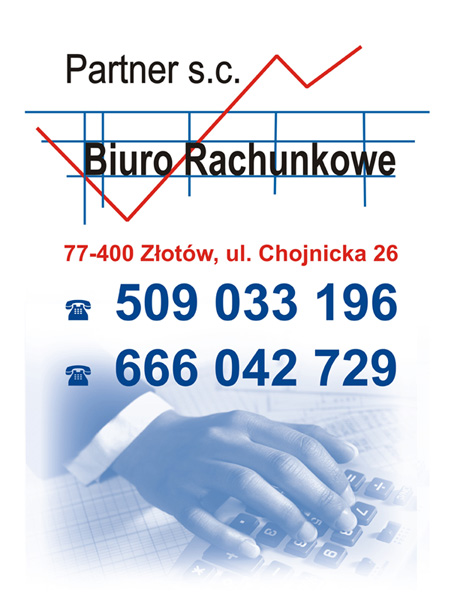 Partner s.c.
Biuro Rachunkowe
77-400 Złotów, ul. Chojnicka 26
509 033 196
666 042 729